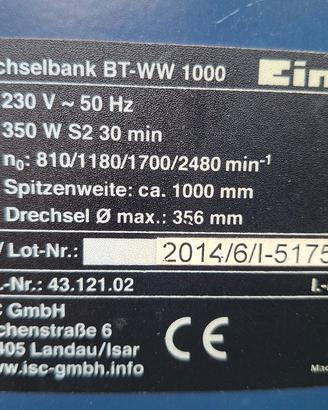 chselbank BT-WW 1000 Ein
230 V ~ 50 Hz
350 W S2 30 min
n₀: 810/1180/1700/2480 min⁻¹
Spitzenweite: ca. 1000 mm
Drechsel Ø max.: 356 mm
/ Lot-Nr.: 2014/6/I-5175
.-Nr.: 43.121.02 I.-
C GmbH
chenstraße 6 CE
405 Landau/Isar
www.isc-gmbh.info Mad